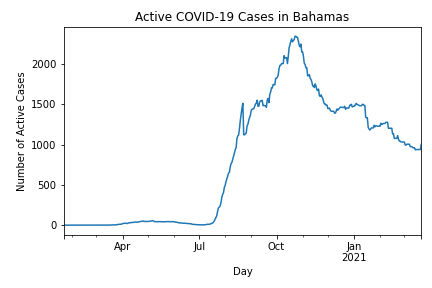 Active COVID-19 Cases in Bahamas
Number of Active Cases
2000
1500
1000
500
0
Apr
Jul
Oct
Jan
2021
Day